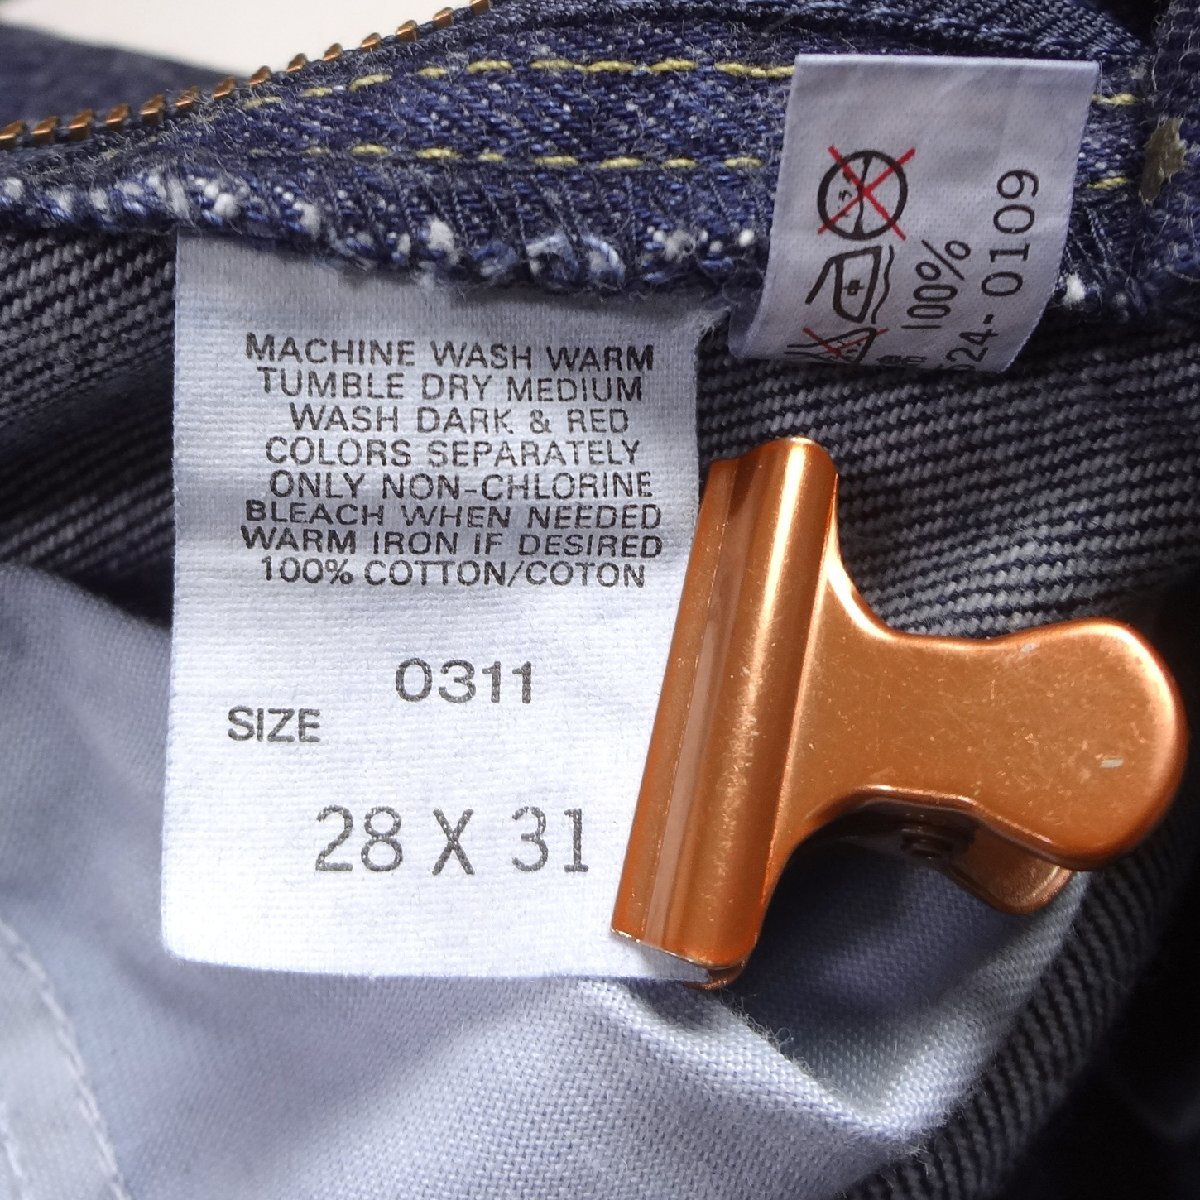 MACHINE WASH WARM
TUMBLE DRY MEDIUM
WASH DARK & RED
COLORS SEPARATELY
ONLY NON-CHLORINE
BLEACH WHEN NEEDED
WARM IRON IF DESIRED
100% COTTON/COTON
0311
SIZE
28 X 31
100%
524-0109